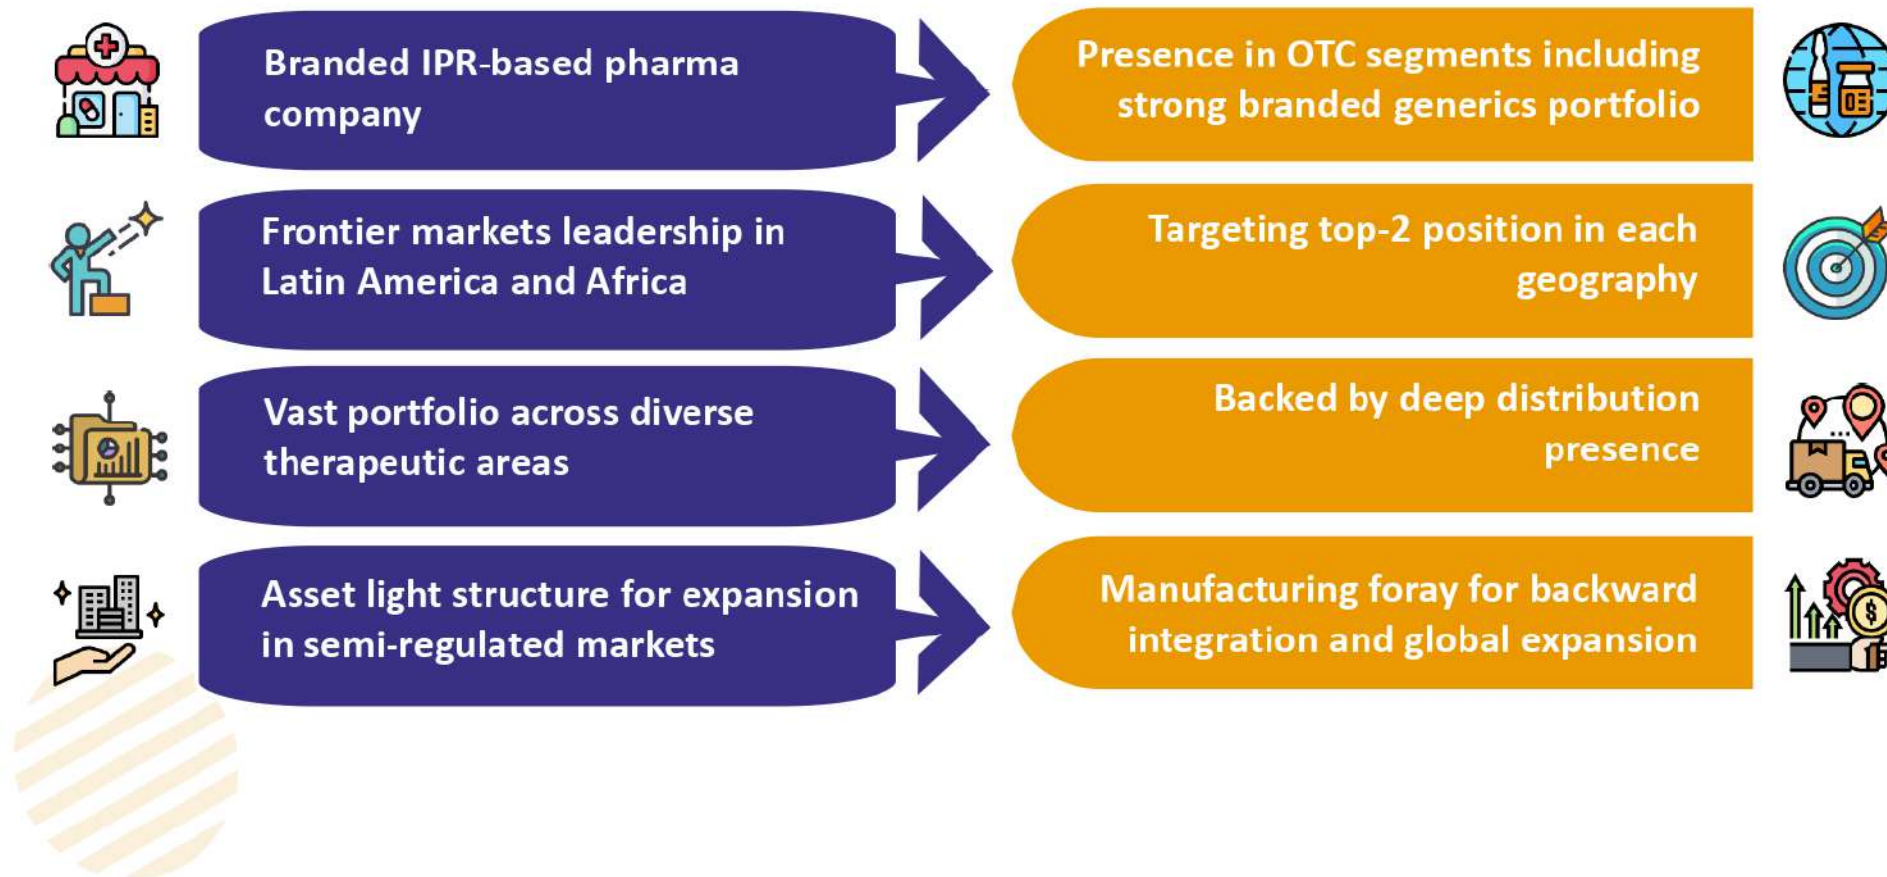 Branded IPR-based pharma
company
Presence in OTC segments including
strong branded generics portfolio
Frontier markets leadership in
Latin America and Africa
Targeting top-2 position in each
geography
Vast portfolio across diverse
therapeutic areas
Backed by deep distribution
presence
Asset light structure for expansion
in semi-regulated markets
Manufacturing foray for backward
integration and global expansion